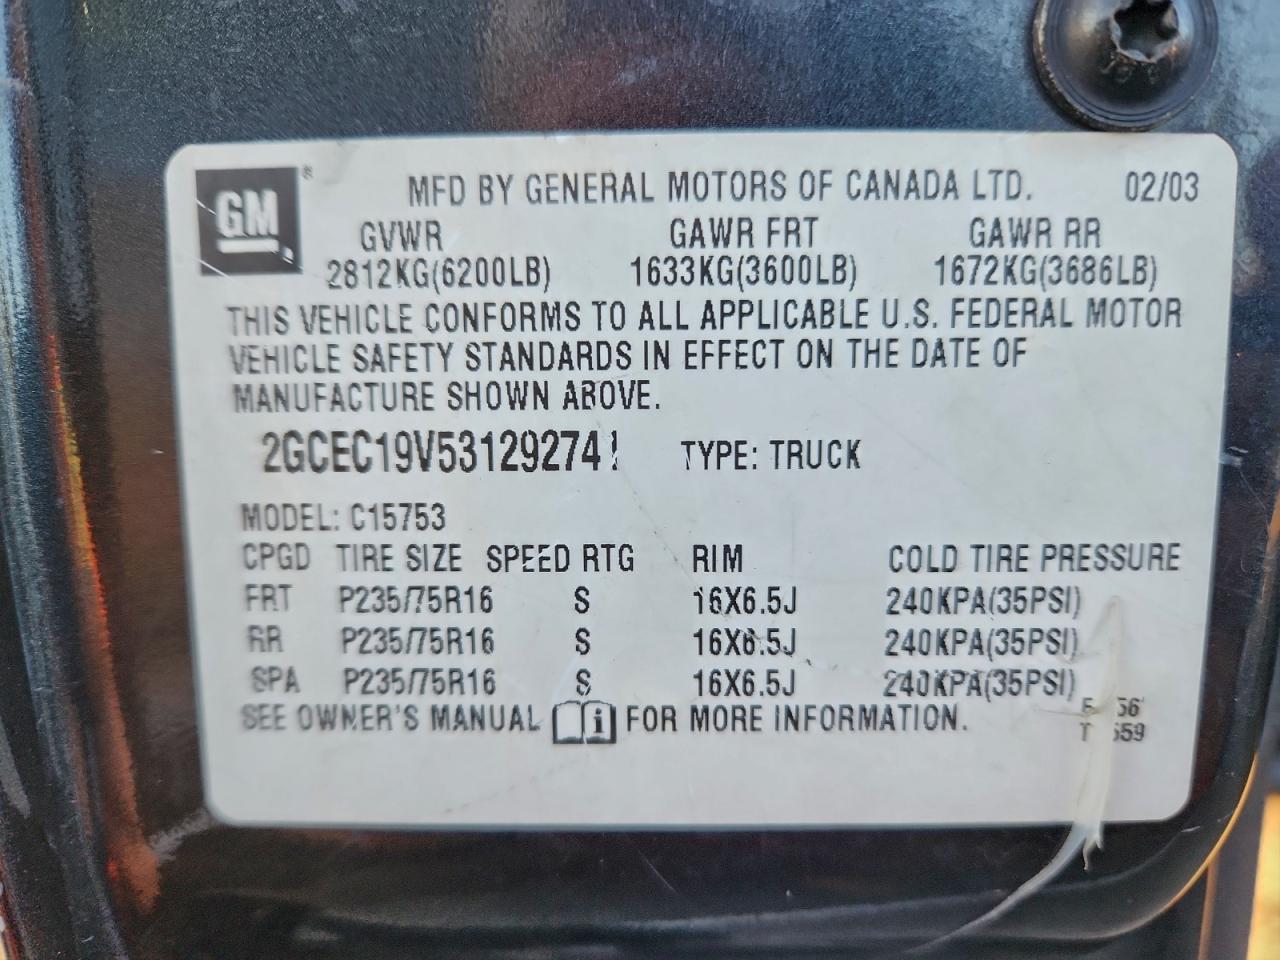 GM ®
MFD BY GENERAL MOTORS OF CANADA LTD. 02/03
GVWR GAWR FRT GAWR RR
2812KG(6200LB) 1633KG(3600LB) 1672KG(3686LB)
THIS VEHICLE CONFORMS TO ALL APPLICABLE U.S. FEDERAL MOTOR
VEHICLE SAFETY STANDARDS IN EFFECT ON THE DATE OF
MANUFACTURE SHOWN ABOVE.
2GCEC19V531292741 TYPE: TRUCK
MODEL: C15753
CPGD TIRE SIZE SPEED RTG RIM COLD TIRE PRESSURE
FRT P235/75R16 S 16X6.5J 240KPA(35PSI)
RR P235/75R16 S 16X6.5J 240KPA(35PSI)
SPA P235/75R16 S 16X6.5J 240KPA(35PSI)
SEE OWNER'S MANUAL i FOR MORE INFORMATION.